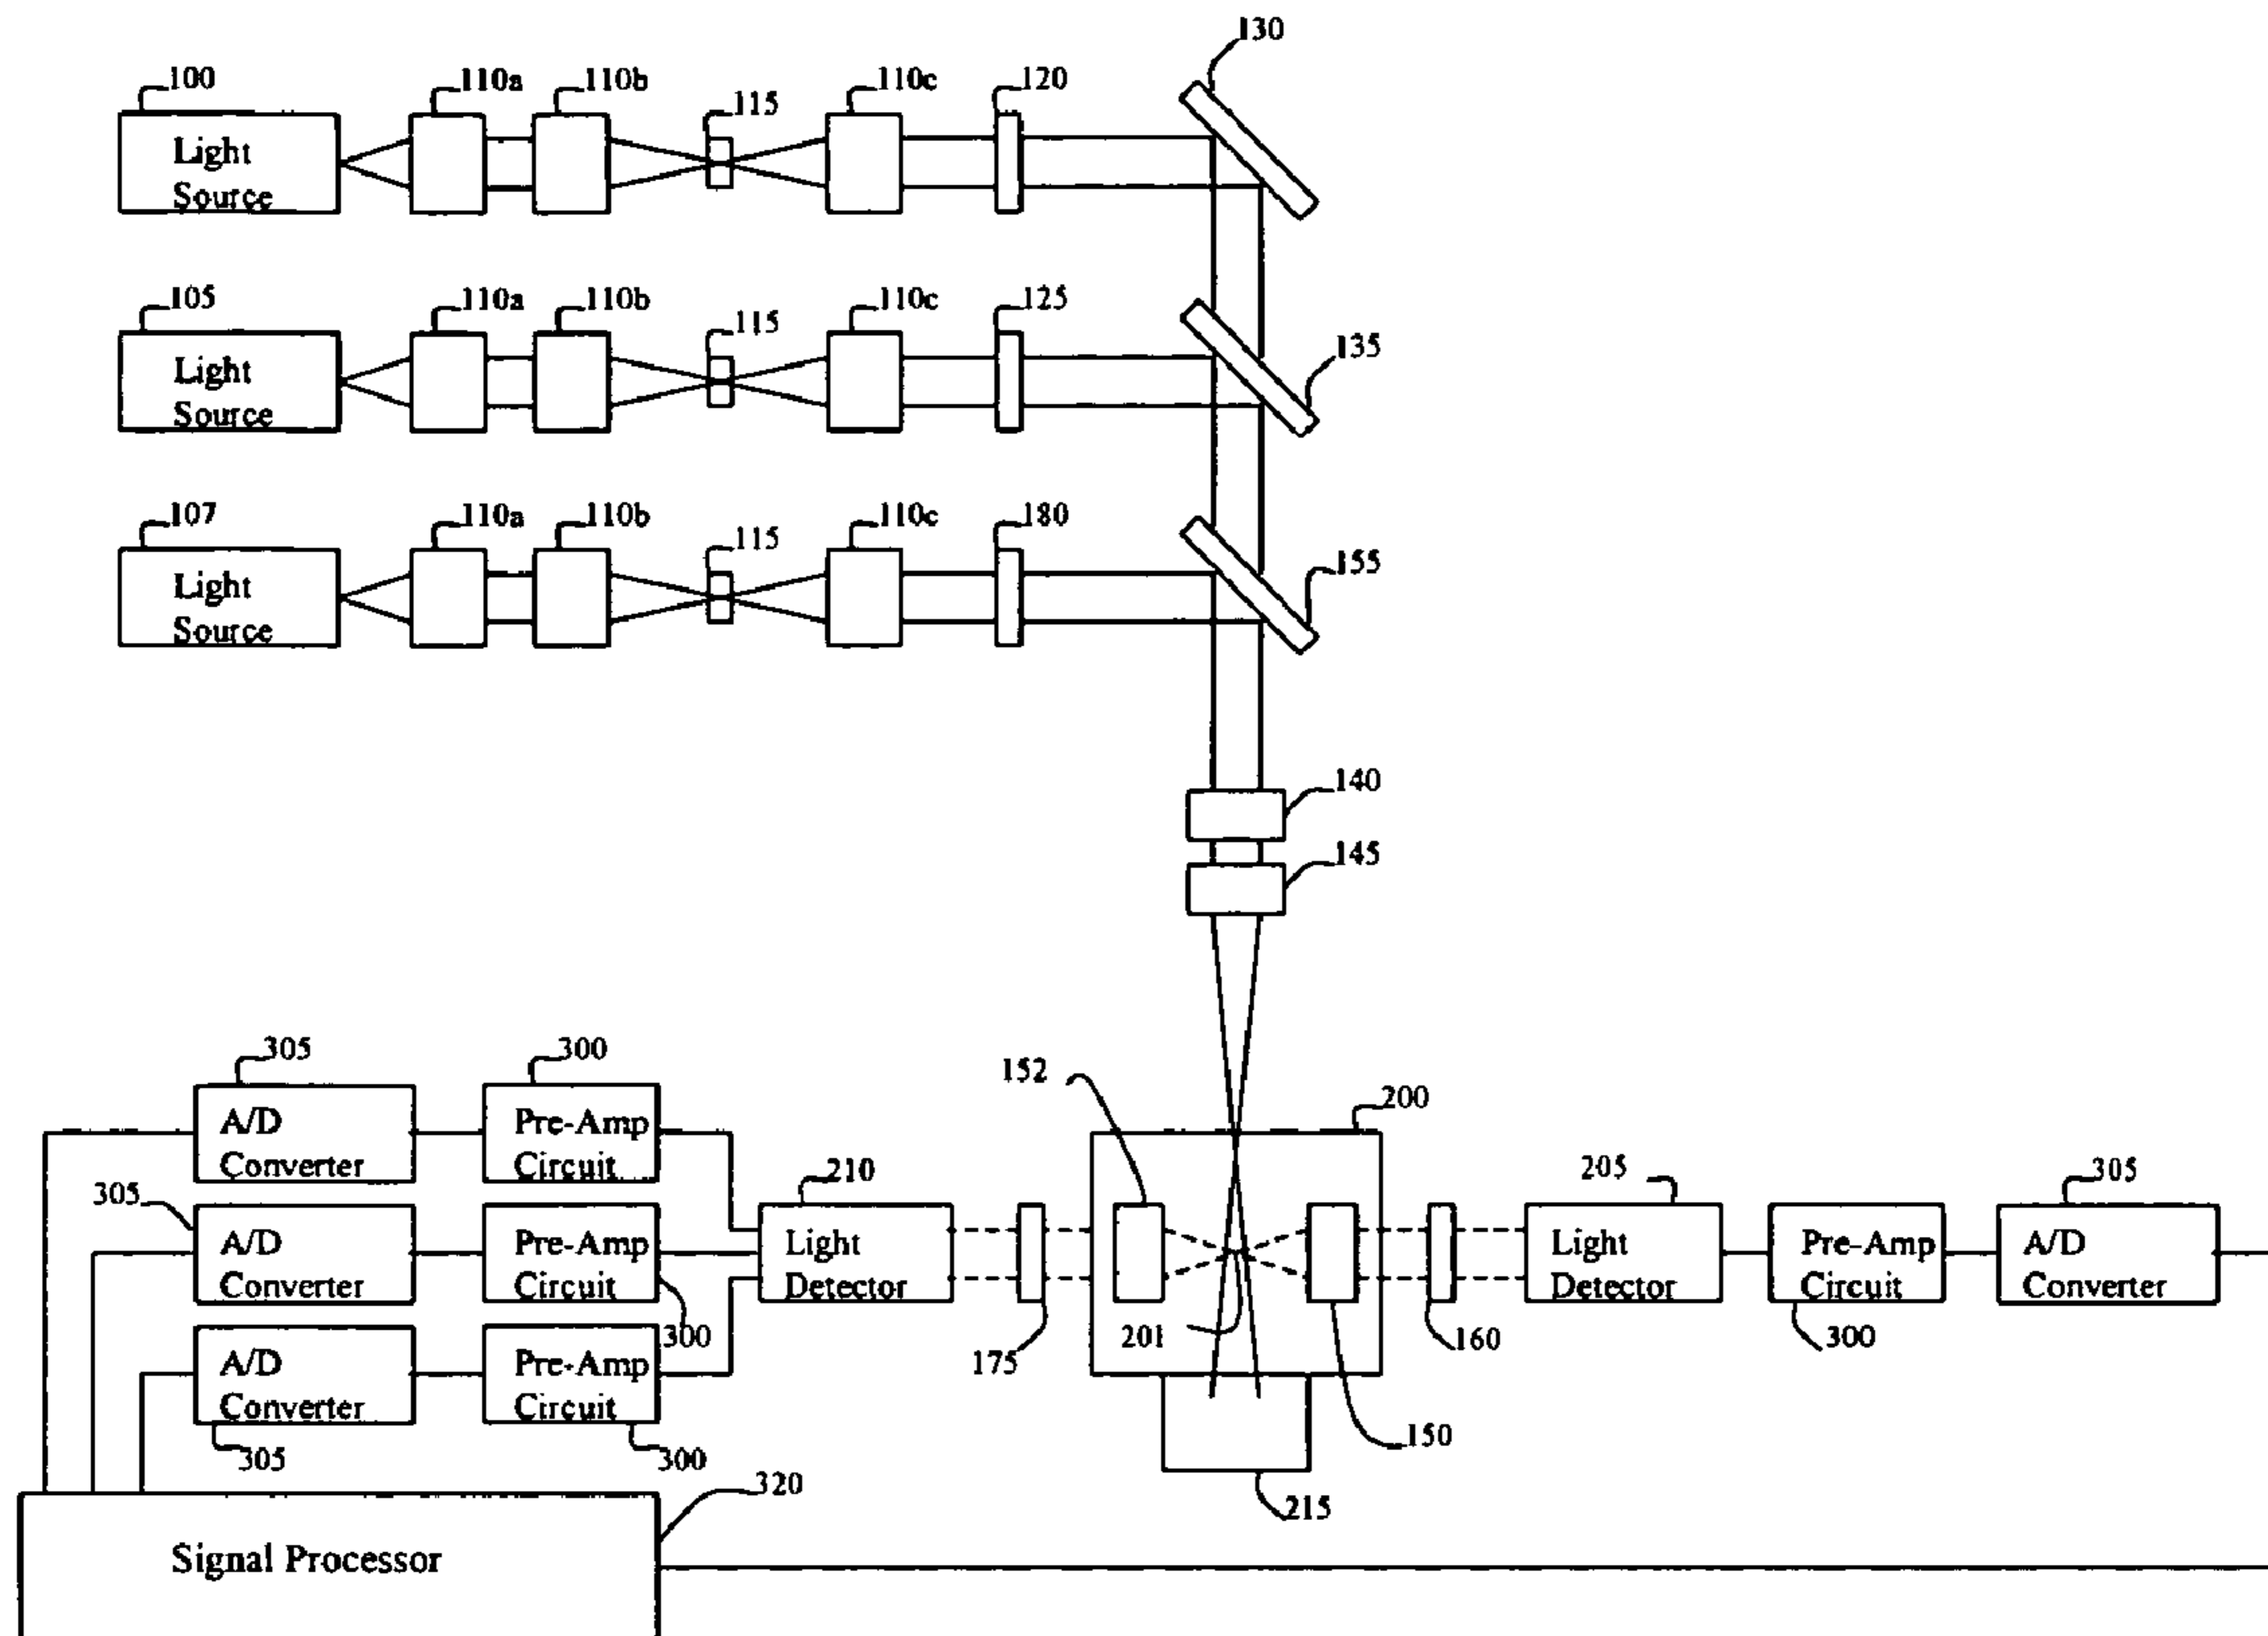 130
100
110a
110b
115
110c
120
Light
Source
105
110a
110b
115
110c
125
135
Light
Source
107
110a
110b
115
110c
180
155
Light
Source
140
145
305
300
152
200
A/D
Converter
Pre-Amp
Circuit
210
205
305
305
A/D
Converter
Pre-Amp
Circuit
Light
Detector
Light
Detector
Pre-Amp
Circuit
A/D
Converter
300
175
201
160
300
A/D
Converter
Pre-Amp
Circuit
305
300
150
320
215
Signal Processor